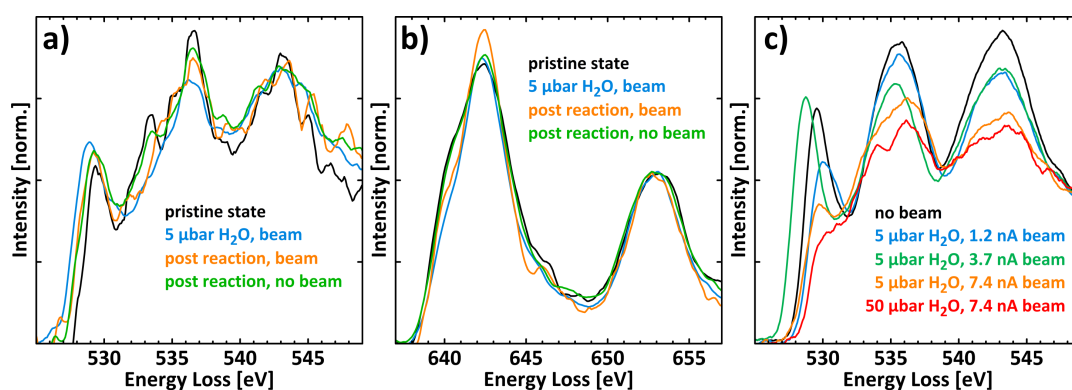 a)
Intensity [norm.]
pristine state
5 μbar H₂O, beam
post reaction, beam
post reaction, no beam
530 535 540 545
Energy Loss [eV]
b)
Intensity [norm.]
pristine state
5 μbar H₂O, beam
post reaction, beam
post reaction, no beam
640 645 650 655
Energy Loss [eV]
c)
Intensity [norm.]
no beam
5 μbar H₂O, 1.2 nA beam
5 μbar H₂O, 3.7 nA beam
5 μbar H₂O, 7.4 nA beam
50 μbar H₂O, 7.4 nA beam
530 535 540 545
Energy Loss [eV]